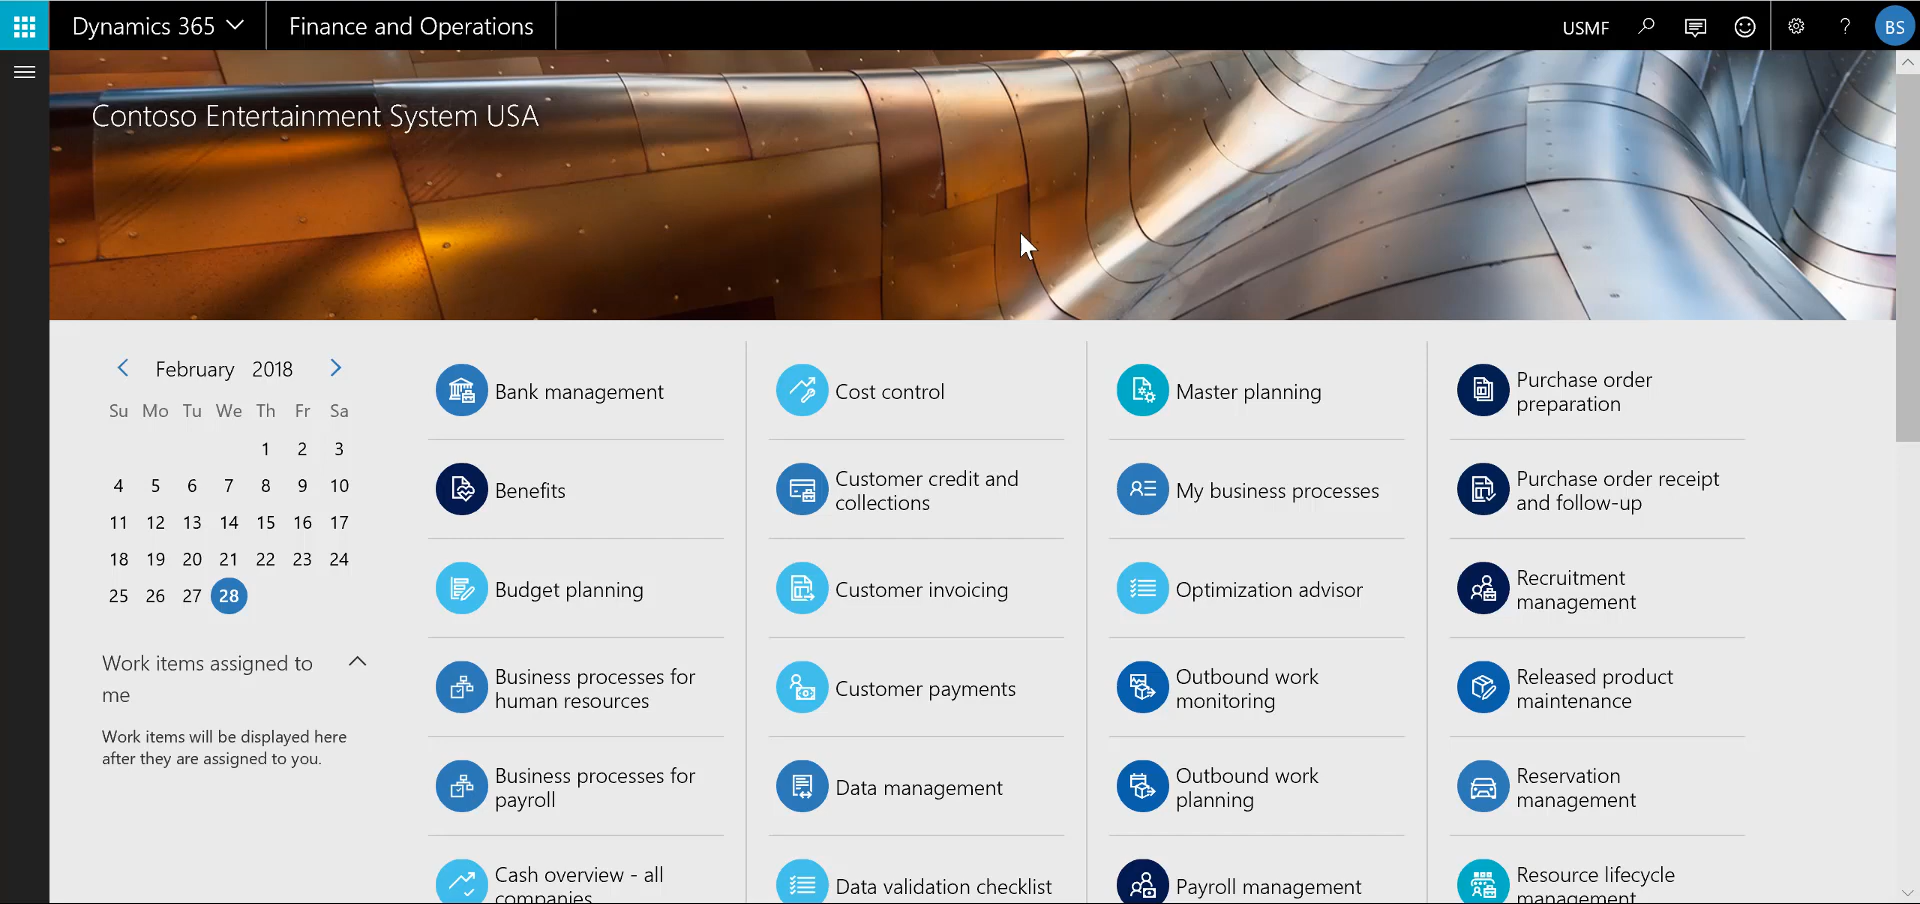 Dynamics 365
Finance and Operations
USMF
?
BS
Contoso Entertainment System USA
February 2018
Su Mo Tu We Th Fr Sa
1 2 3
4 5 6 7 8 9 10
11 12 13 14 15 16 17
18 19 20 21 22 23 24
25 26 27 28
Work items assigned to
me
Work items will be displayed here
after they are assigned to you.
Bank management
Benefits
Budget planning
Business processes for
human resources
Business processes for
payroll
Cash overview - all
companies
Cost control
Customer credit and
collections
Customer invoicing
Customer payments
Data management
Data validation checklist
Master planning
My business processes
Optimization advisor
Outbound work
monitoring
Outbound work
planning
Payroll management
Purchase order
preparation
Purchase order receipt
and follow-up
Recruitment
management
Released product
maintenance
Reservation
management
Resource lifecycle
management